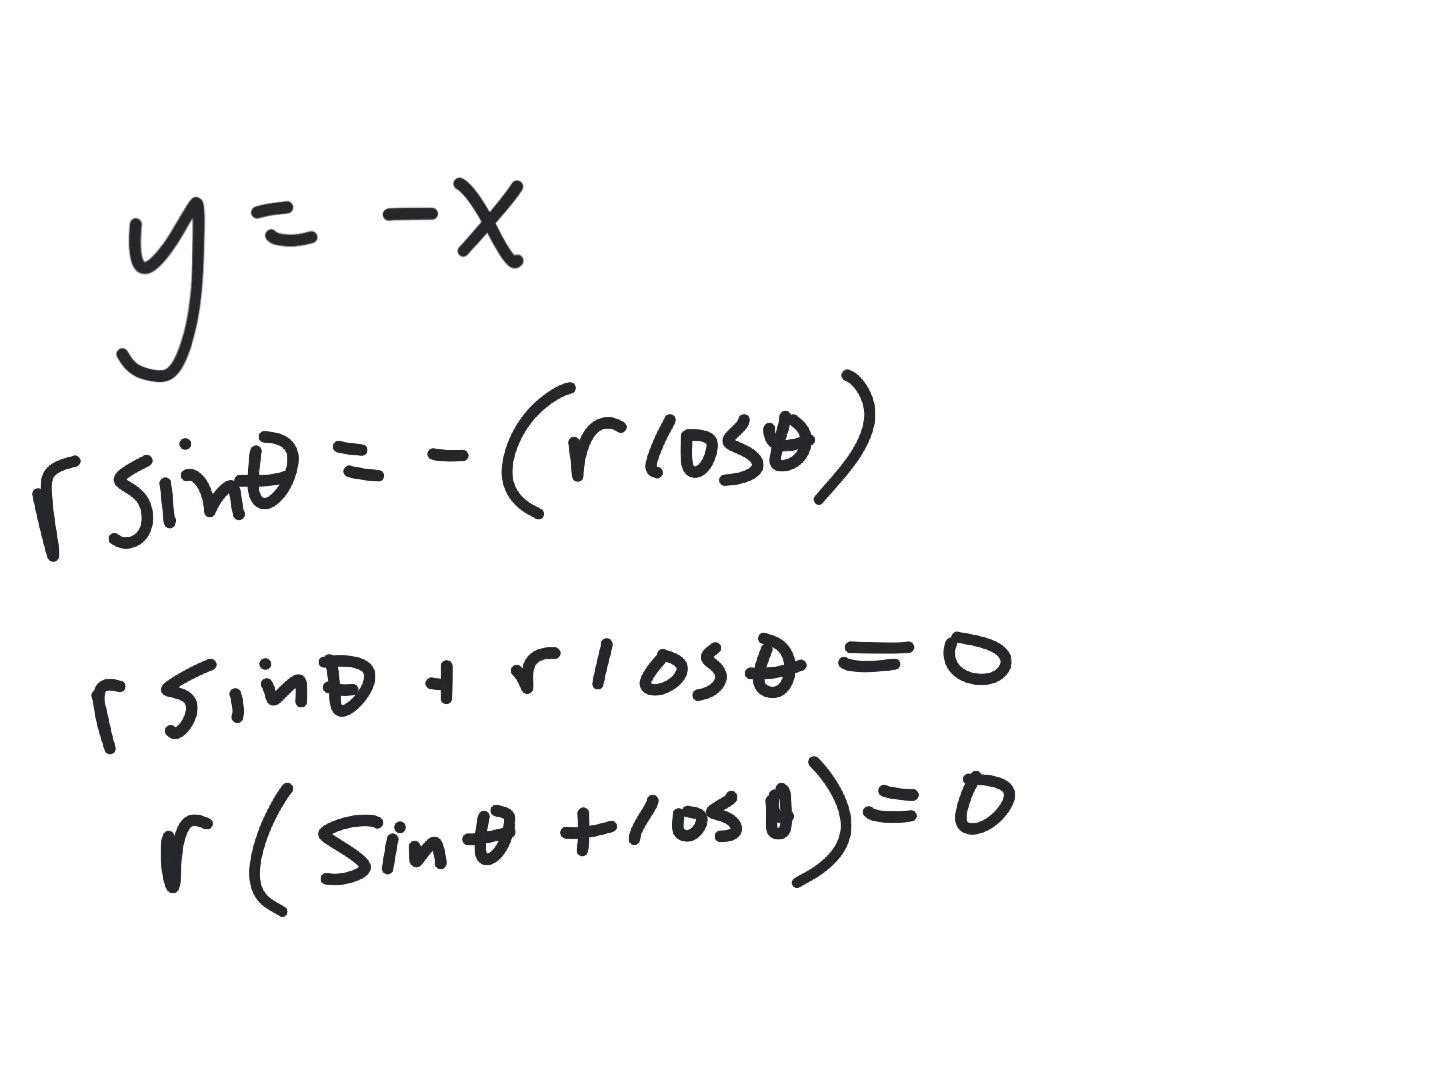 y = -x
r sinθ = -(r cosθ)
r sinθ + r cosθ = 0
r(sinθ + cosθ) = 0